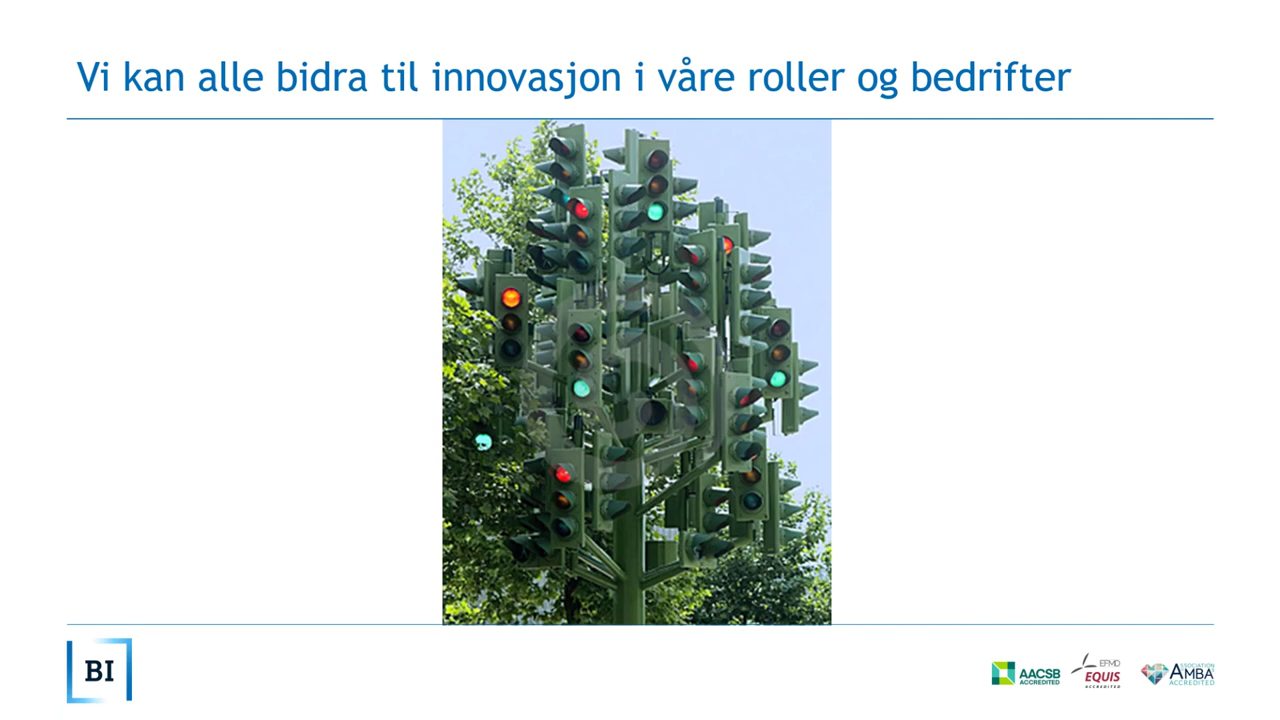 Vi kan alle bidra til innovasjon i våre roller og bedrifter
BI
AACSB
ACCREDITED
EFMD
EQUIS
ACCREDITED
ASSOCIATION
AMBA
ACCREDITED